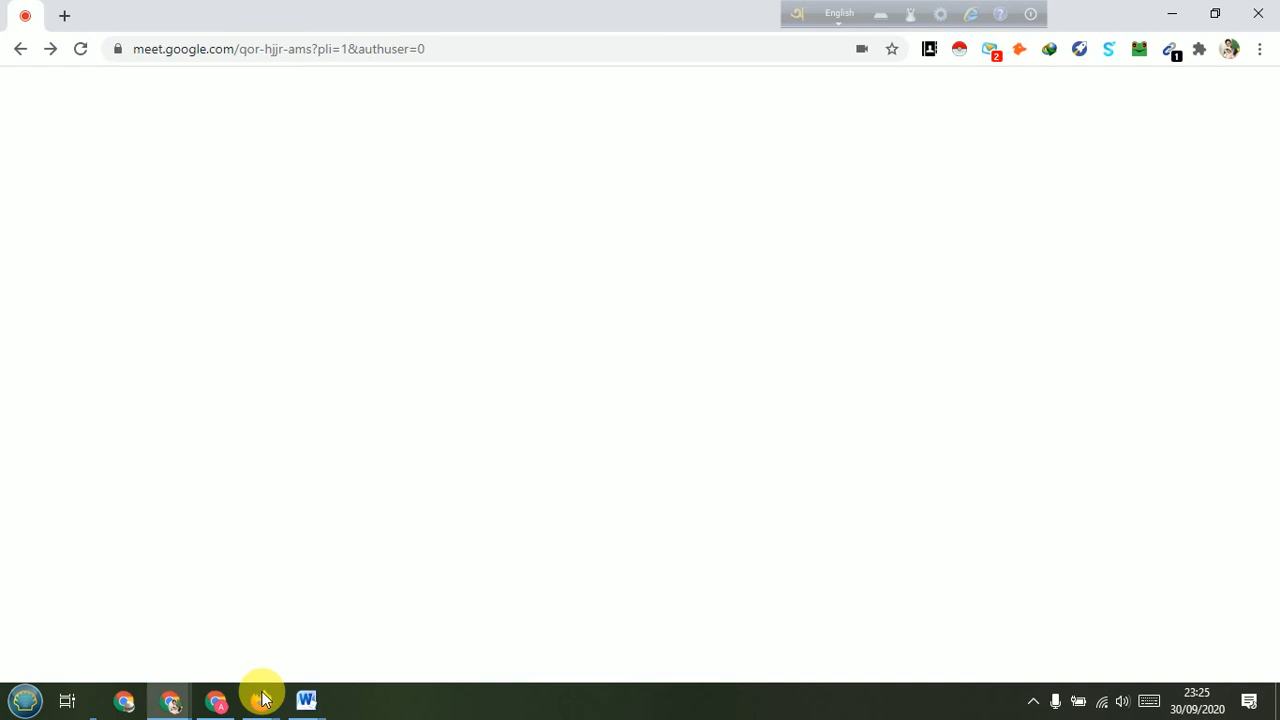 অ English
meet.google.com/qor-hjjr-ams?pli=1&authuser=0
2
1
A
W
23:25
30/09/2020